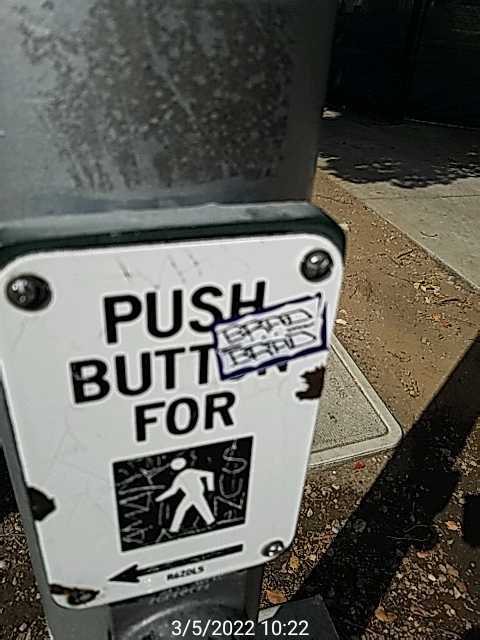 PUSH
BRAD
BRAD
BUTT
FOR
R62DLS
3/5/2022 10:22